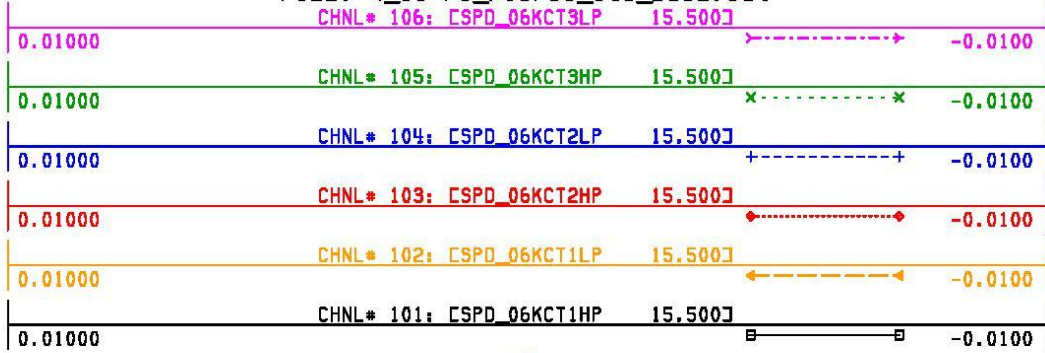 CHNL# 106: [SPD_06KCT3LP 15.500]
0.01000 -0.0100
CHNL# 105: [SPD_06KCT3HP 15.500]
0.01000 -0.0100
CHNL# 104: [SPD_06KCT2LP 15.500]
0.01000 -0.0100
CHNL# 103: [SPD_06KCT2HP 15.500]
0.01000 -0.0100
CHNL# 102: [SPD_06KCT1LP 15.500]
0.01000 -0.0100
CHNL# 101: [SPD_06KCT1HP 15.500]
0.01000 -0.0100